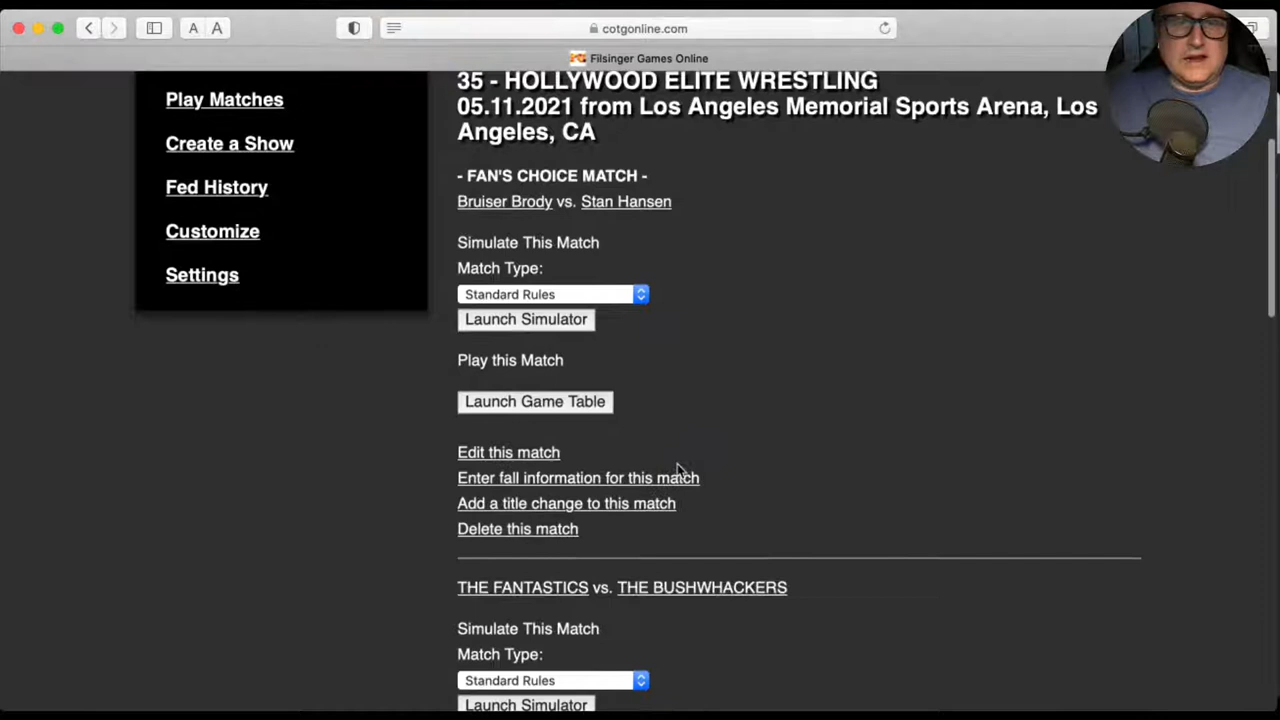 A A cotgonline.com
Filsinger Games Online
Play Matches
Create a Show
Fed History
Customize
Settings
35 - HOLLYWOOD ELITE WRESTLING
05.11.2021 from Los Angeles Memorial Sports Arena, Los
Angeles, CA
- FAN'S CHOICE MATCH -
Bruiser Brody vs. Stan Hansen
Simulate This Match
Match Type:
Standard Rules
Launch Simulator
Play this Match
Launch Game Table
Edit this match
Enter fall information for this match
Add a title change to this match
Delete this match
THE FANTASTICS vs. THE BUSHWHACKERS
Simulate This Match
Match Type:
Standard Rules
Launch Simulator